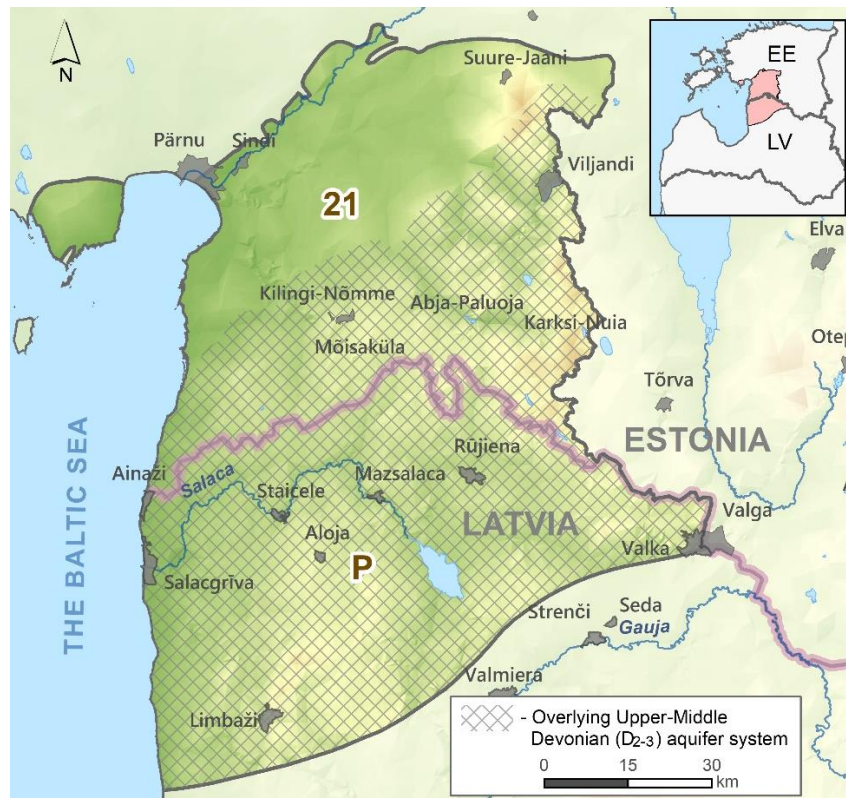 N
Suure-Jaani
EE
LV
Pärnu
Sindi
Viljandi
21
Elva
Kilingi-Nõmme
Abja-Paluoja
Karksi-Nuia
Mõisaküla
Otep
Tõrva
ESTONIA
THE BALTIC SEA
Ainaži
Salaca
Rūjiena
Staicele
Mazsalaca
LATVIA
Valga
Aloja
Valka
P
Salacgrīva
Strenči
Seda
Gauja
Valmiera
Limbaži
- Overlying Upper-Middle
Devonian (D2-3) aquifer system
0 15 30
km